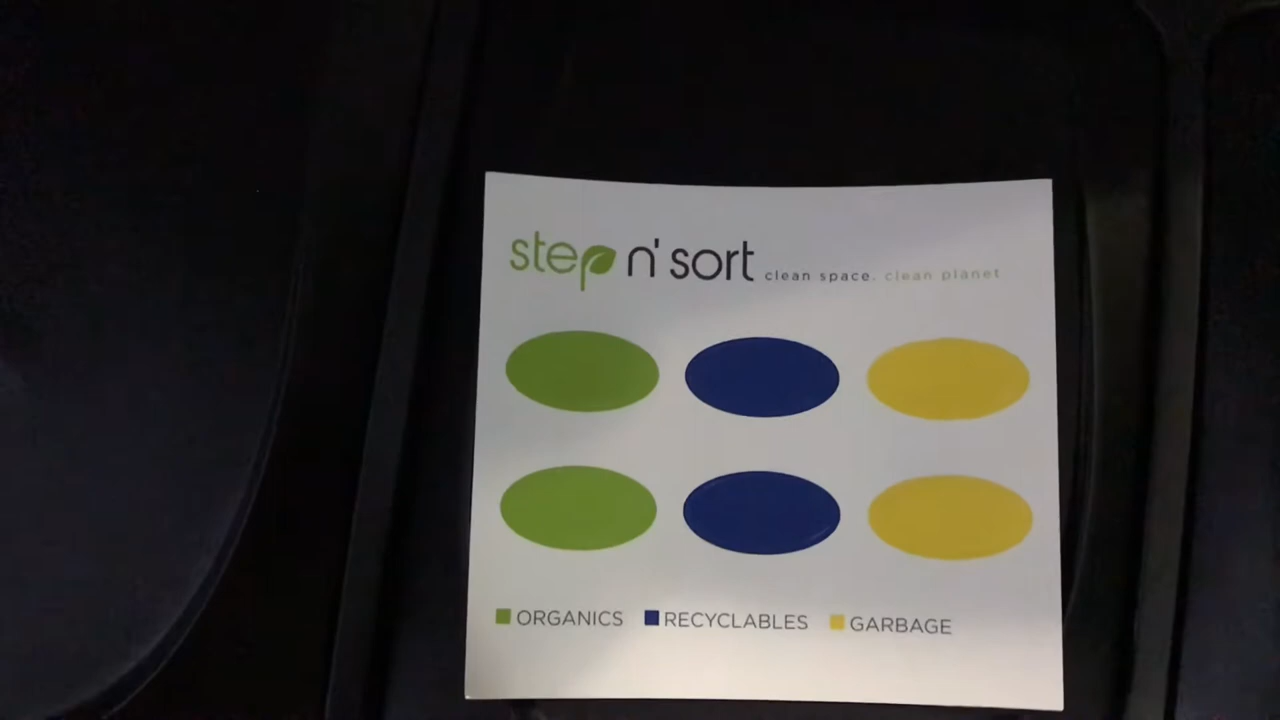 step n' sort clean space. clean planet
ORGANICS RECYCLABLES GARBAGE